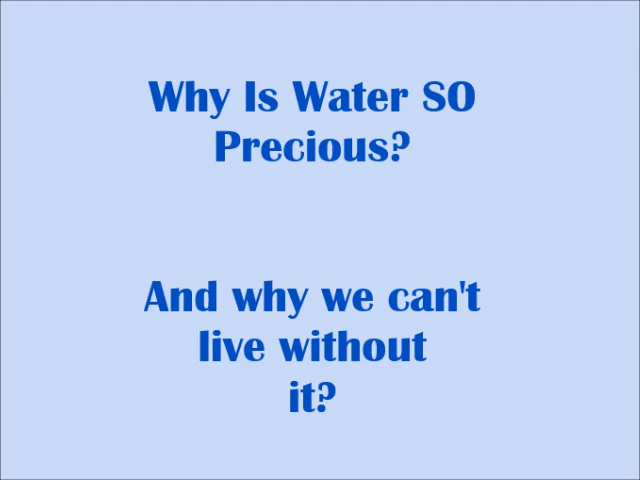 Why Is Water SO
Precious?
And why we can't
live without
it?